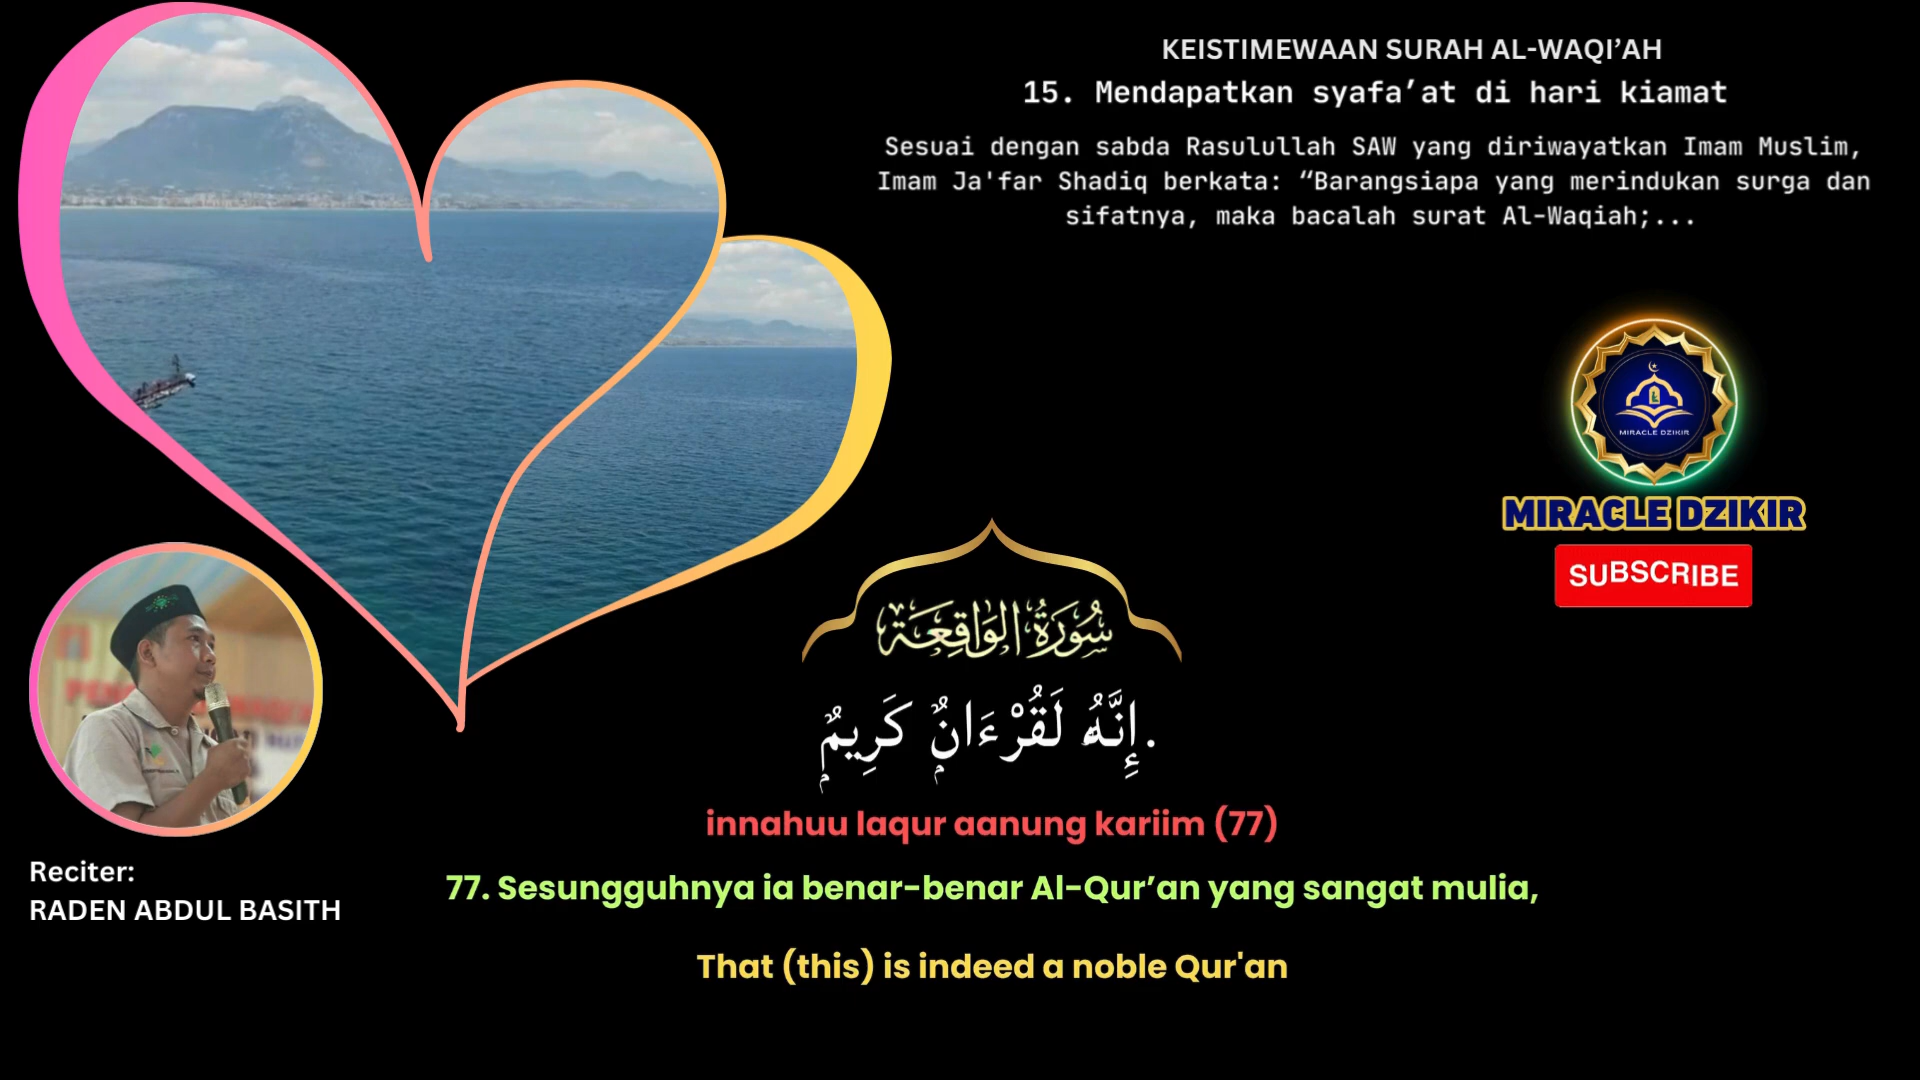 KEISTIMEWAAN SURAH AL-WAQI’AH
15. Mendapatkan syafa’at di hari kiamat
Sesuai dengan sabda Rasulullah SAW yang diriwayatkan Imam Muslim,
Imam Ja'far Shadiq berkata: “Barangsiapa yang merindukan surga dan
sifatnya, maka bacalah surat Al-Waqiah;...
MIRACLE DZIKIR
MIRACLE DZIKIR
SUBSCRIBE
سُوْرَةُ الوَاقِعَة
إِنَّهُۥ لَقُرْءَانٌ كَرِيمٌ.
innahuu laqur aanung kariim (77)
77. Sesungguhnya ia benar-benar Al-Qur’an yang sangat mulia,
That (this) is indeed a noble Qur'an
Reciter:
RADEN ABDUL BASITH